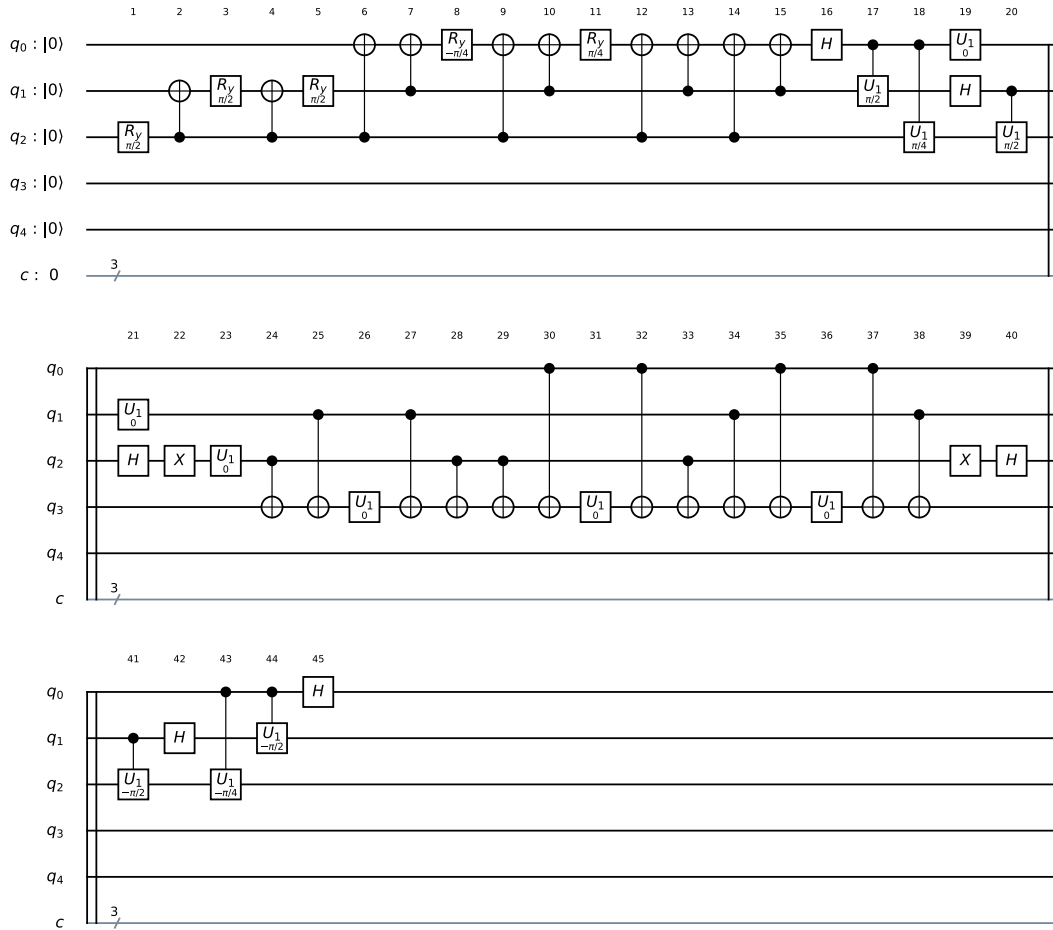 1 2 3 4 5 6 7 8 9 10 11 12 13 14 15 16 17 18 19 20
q₀ : |0⟩ R_y −π/4 R_y π/4 H U₁ 0
q₁ : |0⟩ R_y π/2 R_y π/2 U₁ π/2 H
q₂ : |0⟩ R_y π/2 U₁ π/4 U₁ π/2
q₃ : |0⟩
q₄ : |0⟩
c : 0 3
21 22 23 24 25 26 27 28 29 30 31 32 33 34 35 36 37 38 39 40
q₀
q₁ U₁ 0
q₂ H X U₁ 0 X H
q₃ U₁ 0 U₁ 0 U₁ 0
q₄
c 3
41 42 43 44 45
q₀ H
q₁ H U₁ −π/2
q₂ U₁ −π/2 U₁ −π/4
q₃
q₄
c 3